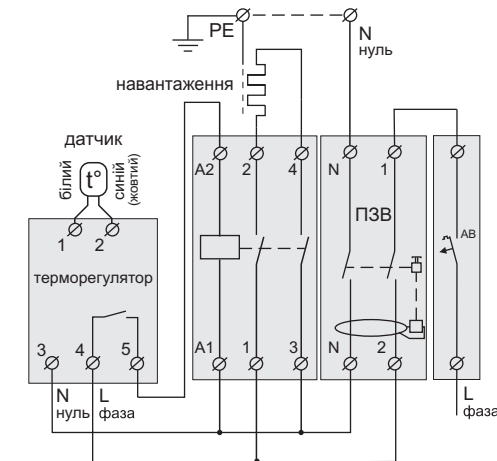 PE
N
нуль
навантаження
датчик
білий
t°
синій
(жовтий)
1 2
терморегулятор
3 4 5
N
нуль
L
фаза
A2 2 4
A1 1 3
N 1
ПЗВ
N 2
АВ
L
фаза